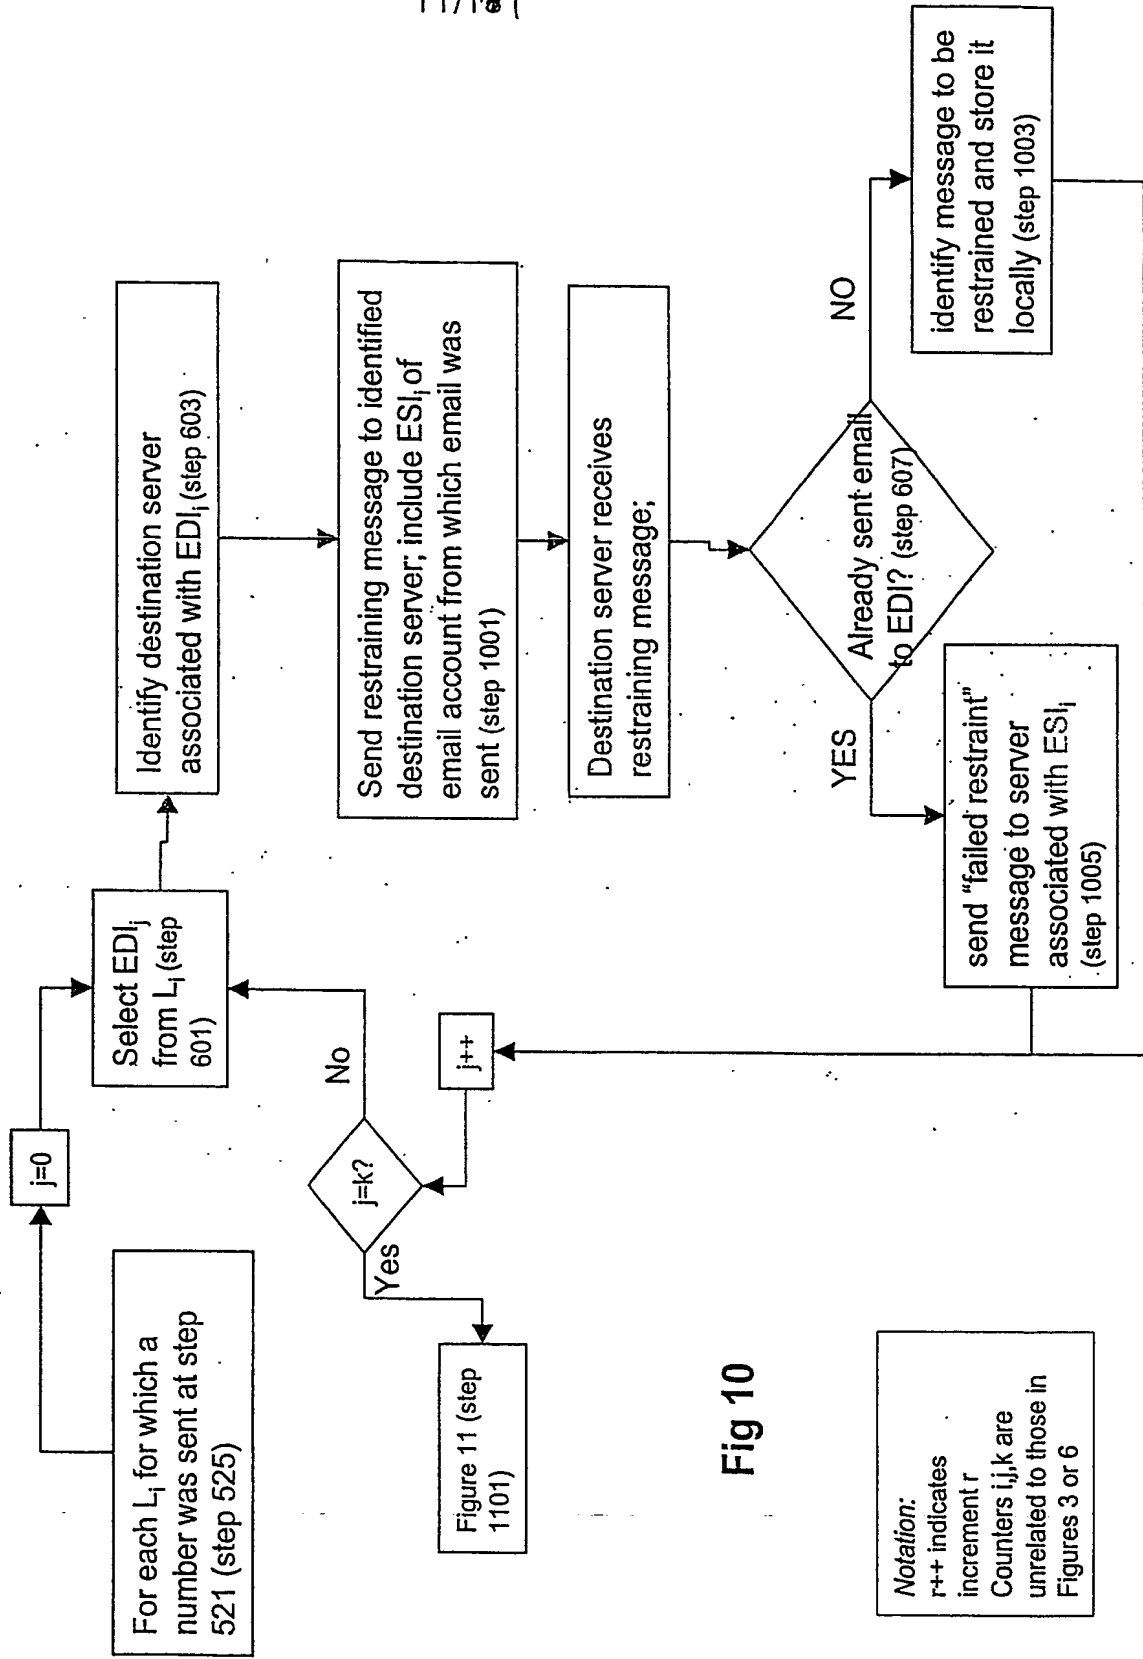 For each Li for which a
number was sent at step
521 (step 525)
j=0
Select EDIj
from Li (step
601)
Identify destination server
associated with EDIj (step 603)
Send restraining message to identified
destination server; include ESIi of
email account from which email was
sent (step 1001)
Destination server receives
restraining message;
Already sent email
to EDI? (step 607)
YES
NO
send "failed restraint"
message to server
associated with ESIi
(step 1005)
identify message to be
restrained and store it
locally (step 1003)
j++
j=k?
No
Yes
Figure 11 (step
1101)
Fig 10
Notation:
r++ indicates
increment r
Counters i,j,k are
unrelated to those in
Figures 3 or 6